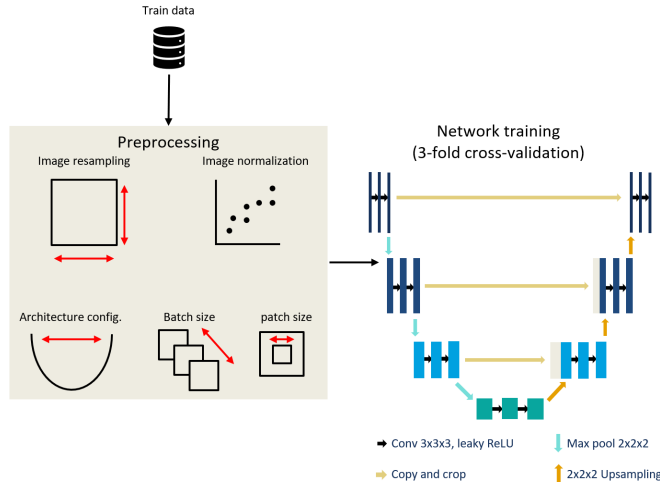 Train data
Preprocessing
Image resampling
Image normalization
Architecture config.
Batch size
patch size
Network training
(3-fold cross-validation)
Conv 3x3x3, leaky ReLU
Max pool 2x2x2
Copy and crop
2x2x2 Upsampling